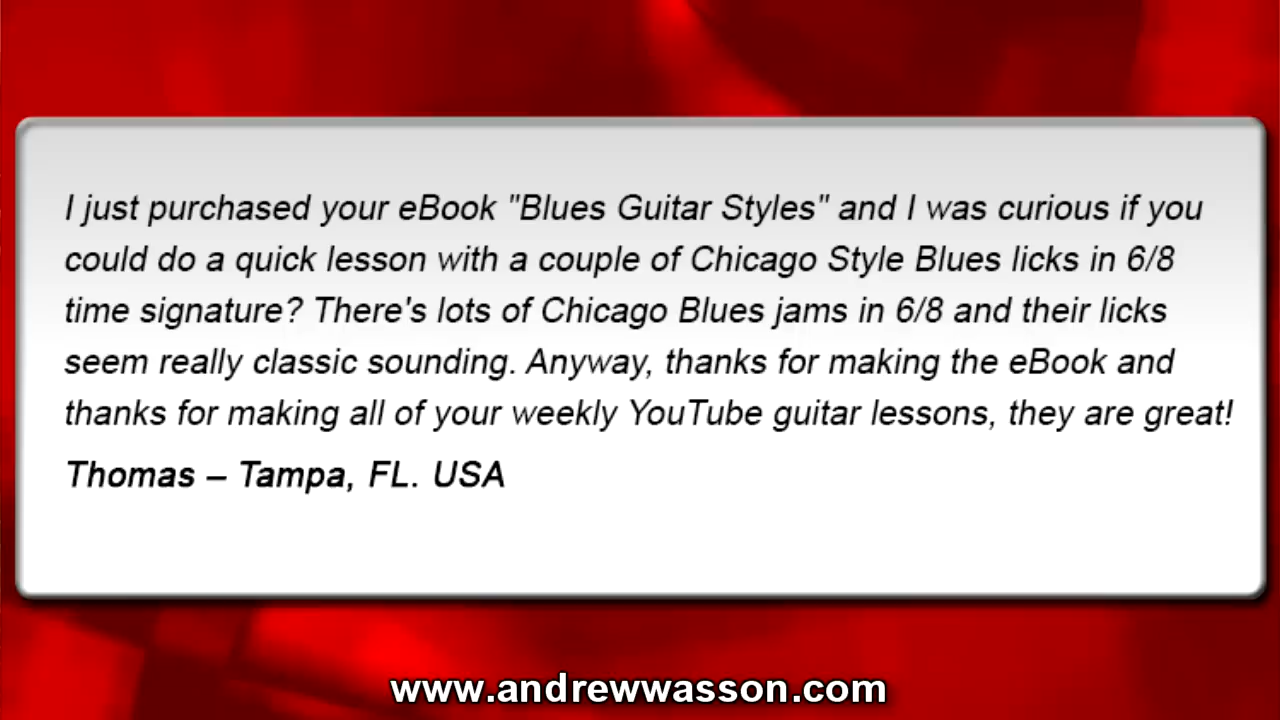 I just purchased your eBook "Blues Guitar Styles" and I was curious if you
could do a quick lesson with a couple of Chicago Style Blues licks in 6/8
time signature? There's lots of Chicago Blues jams in 6/8 and their licks
seem really classic sounding. Anyway, thanks for making the eBook and
thanks for making all of your weekly YouTube guitar lessons, they are great!
Thomas – Tampa, FL. USA
www.andrewwasson.com